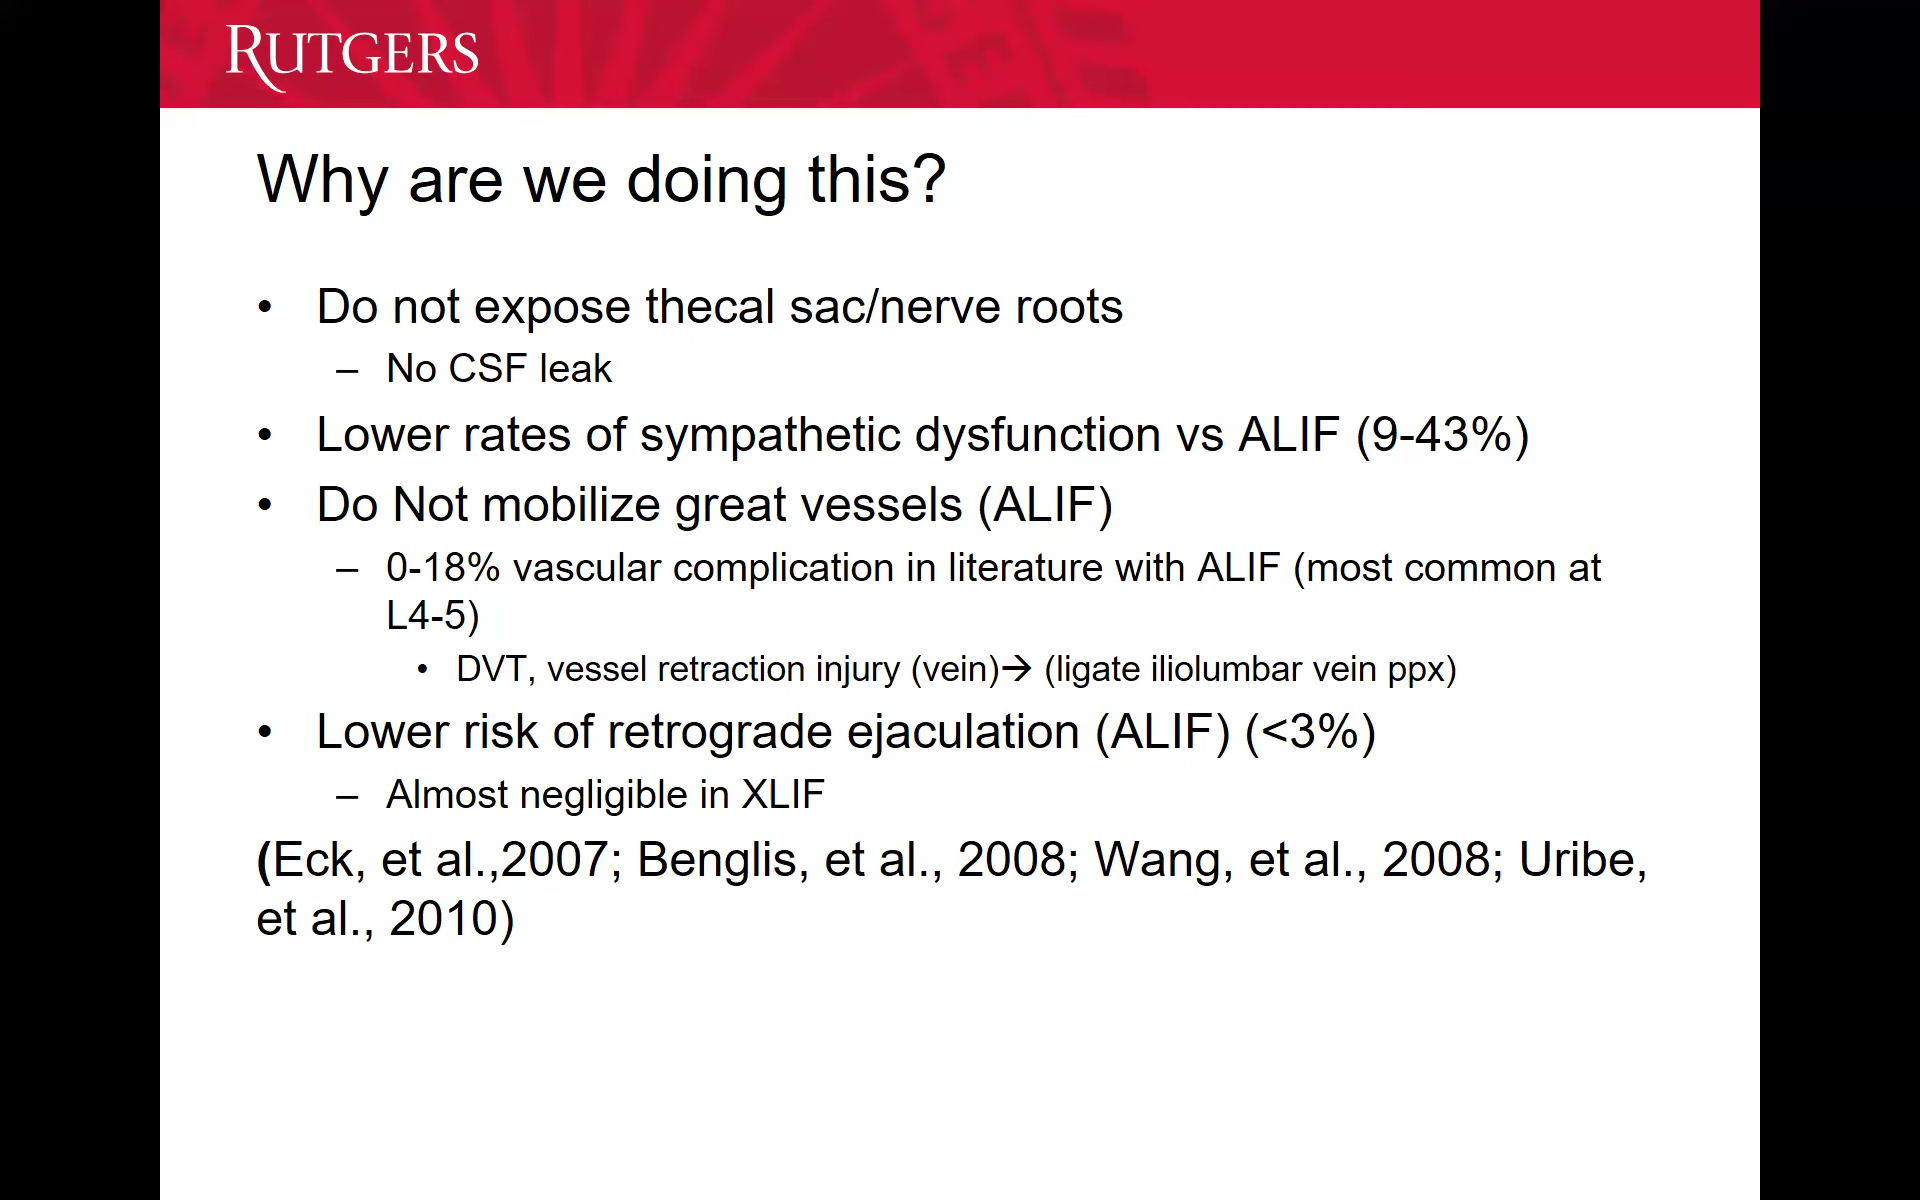 RUTGERS
Why are we doing this?
• Do not expose thecal sac/nerve roots
– No CSF leak
• Lower rates of sympathetic dysfunction vs ALIF (9-43%)
• Do Not mobilize great vessels (ALIF)
– 0-18% vascular complication in literature with ALIF (most common at
L4-5)
• DVT, vessel retraction injury (vein)→ (ligate iliolumbar vein ppx)
• Lower risk of retrograde ejaculation (ALIF) (<3%)
– Almost negligible in XLIF
(Eck, et al.,2007; Benglis, et al., 2008; Wang, et al., 2008; Uribe,
et al., 2010)